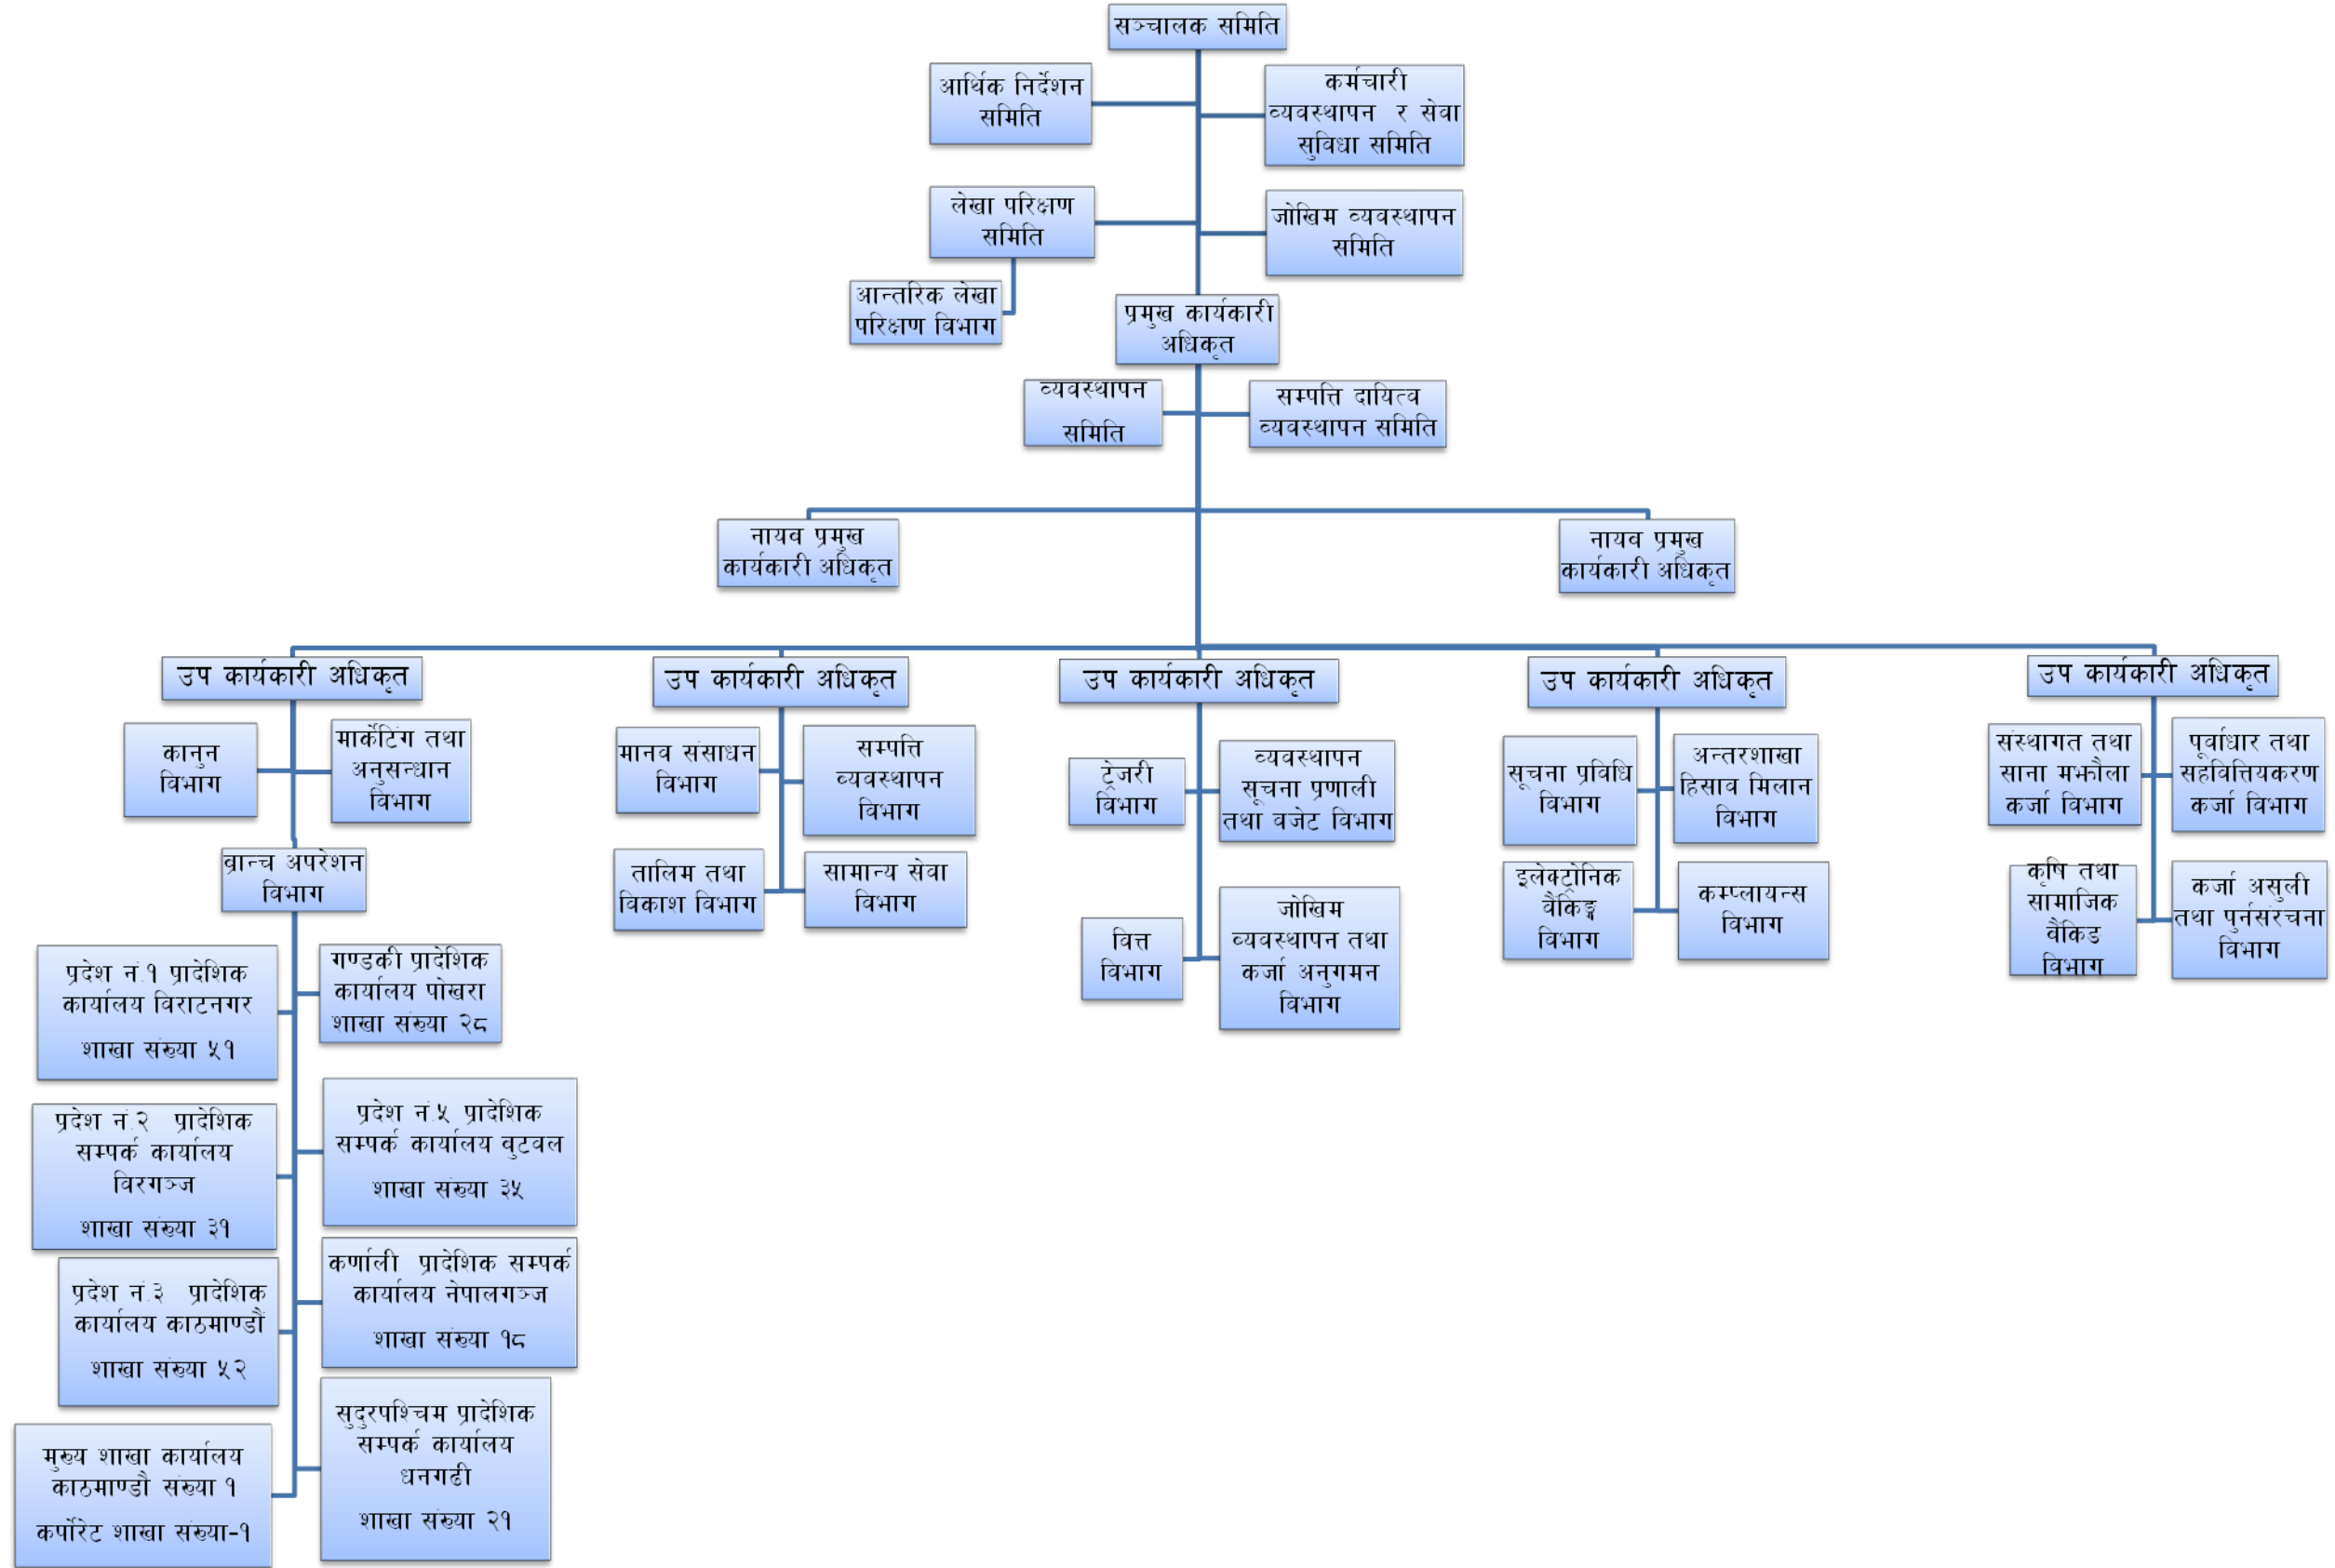 सञ्चालक समिति
आर्थिक निर्देशन
समिति
कर्मचारी
व्यवस्थापन र सेवा
सुविधा समिति
लेखा परिक्षण
समिति
जोखिम व्यवस्थापन
समिति
आन्तरिक लेखा
परिक्षण विभाग
प्रमुख कार्यकारी
अधिकृत
व्यवस्थापन
समिति
सम्पत्ति दायित्व
व्यवस्थापन समिति
नायव प्रमुख
कार्यकारी अधिकृत
नायव प्रमुख
कार्यकारी अधिकृत
उप कार्यकारी अधिकृत
उप कार्यकारी अधिकृत
उप कार्यकारी अधिकृत
उप कार्यकारी अधिकृत
उप कार्यकारी अधिकृत
कानुन
विभाग
मार्केटिंग तथा
अनुसन्धान
विभाग
मानव संसाधन
विभाग
सम्पत्ति
व्यवस्थापन
विभाग
ट्रेजरी
विभाग
व्यवस्थापन
सूचना प्रणाली
तथा वजेट विभाग
सूचना प्रविधि
विभाग
अन्तरशाखा
हिसाव मिलान
विभाग
संस्थागत तथा
साना मझौला
कर्जा विभाग
पूर्वाधार तथा
सहवित्तियकरण
कर्जा विभाग
ब्रान्च अपरेशन
विभाग
तालिम तथा
विकाश विभाग
सामान्य सेवा
विभाग
वित्त
विभाग
जोखिम
व्यवस्थापन तथा
कर्जा अनुगमन
विभाग
इलेक्ट्रोनिक
वैकिङ्ग
विभाग
कम्प्लायन्स
विभाग
कृषि तथा
सामाजिक
वैकिड
विभाग
कर्जा असुली
तथा पुर्नसंरचना
विभाग
प्रदेश नं.१ प्रादेशिक
कार्यालय विराटनगर
शाखा संख्या ५१
गण्डकी प्रादेशिक
कार्यालय पोखरा
शाखा संख्या २८
प्रदेश नं.२ प्रादेशिक
सम्पर्क कार्यालय
विरगञ्ज
शाखा संख्या ३१
प्रदेश नं.५ प्रादेशिक
सम्पर्क कार्यालय वुटवल
शाखा संख्या ३५
प्रदेश नं.३ प्रादेशिक
कार्यालय काठमाण्डौं
शाखा संख्या ५२
कर्णाली प्रादेशिक सम्पर्क
कार्यालय नेपालगञ्ज
शाखा संख्या १८
मुख्य शाखा कार्यालय
काठमाण्डौ संख्या १
कर्पोरेट शाखा संख्या-१
सुदुरपश्चिम प्रादेशिक
सम्पर्क कार्यालय
धनगढी
शाखा संख्या २१